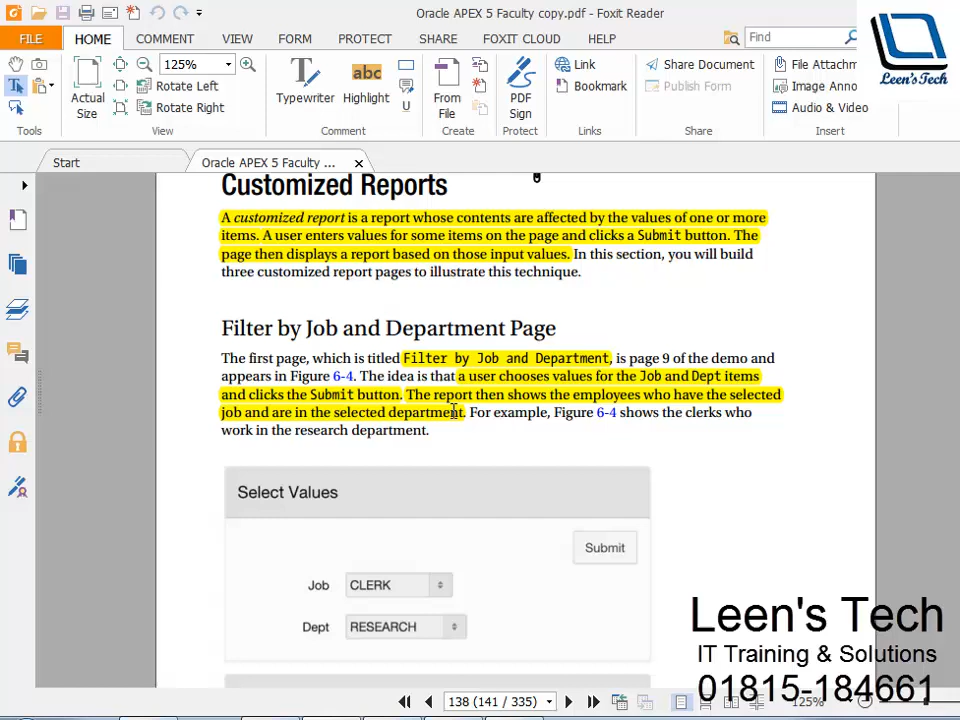 Oracle APEX 5 Faculty copy.pdf - Foxit Reader
FILE HOME COMMENT VIEW FORM PROTECT SHARE FOXIT CLOUD HELP Find
125% Link Share Document File Attachm
Actual Size Rotate Left Typewriter Highlight From File PDF Sign Bookmark Publish Form Image Anno
Rotate Right Audio & Video
Tools View Comment Create Protect Links Share Insert
Leen'sTech
Start Oracle APEX 5 Faculty ...
Customized Reports
A customized report is a report whose contents are affected by the values of one or more
items. A user enters values for some items on the page and clicks a Submit button. The
page then displays a report based on those input values. In this section, you will build
three customized report pages to illustrate this technique.
Filter by Job and Department Page
The first page, which is titled Filter by Job and Department, is page 9 of the demo and
appears in Figure 6-4. The idea is that a user chooses values for the Job and Dept items
and clicks the Submit button. The report then shows the employees who have the selected
job and are in the selected department. For example, Figure 6-4 shows the clerks who
work in the research department.
Select Values
Submit
Job CLERK
Dept RESEARCH
Leen's Tech
IT Training & Solutions
01815-184661
138 (141 / 335) 125%